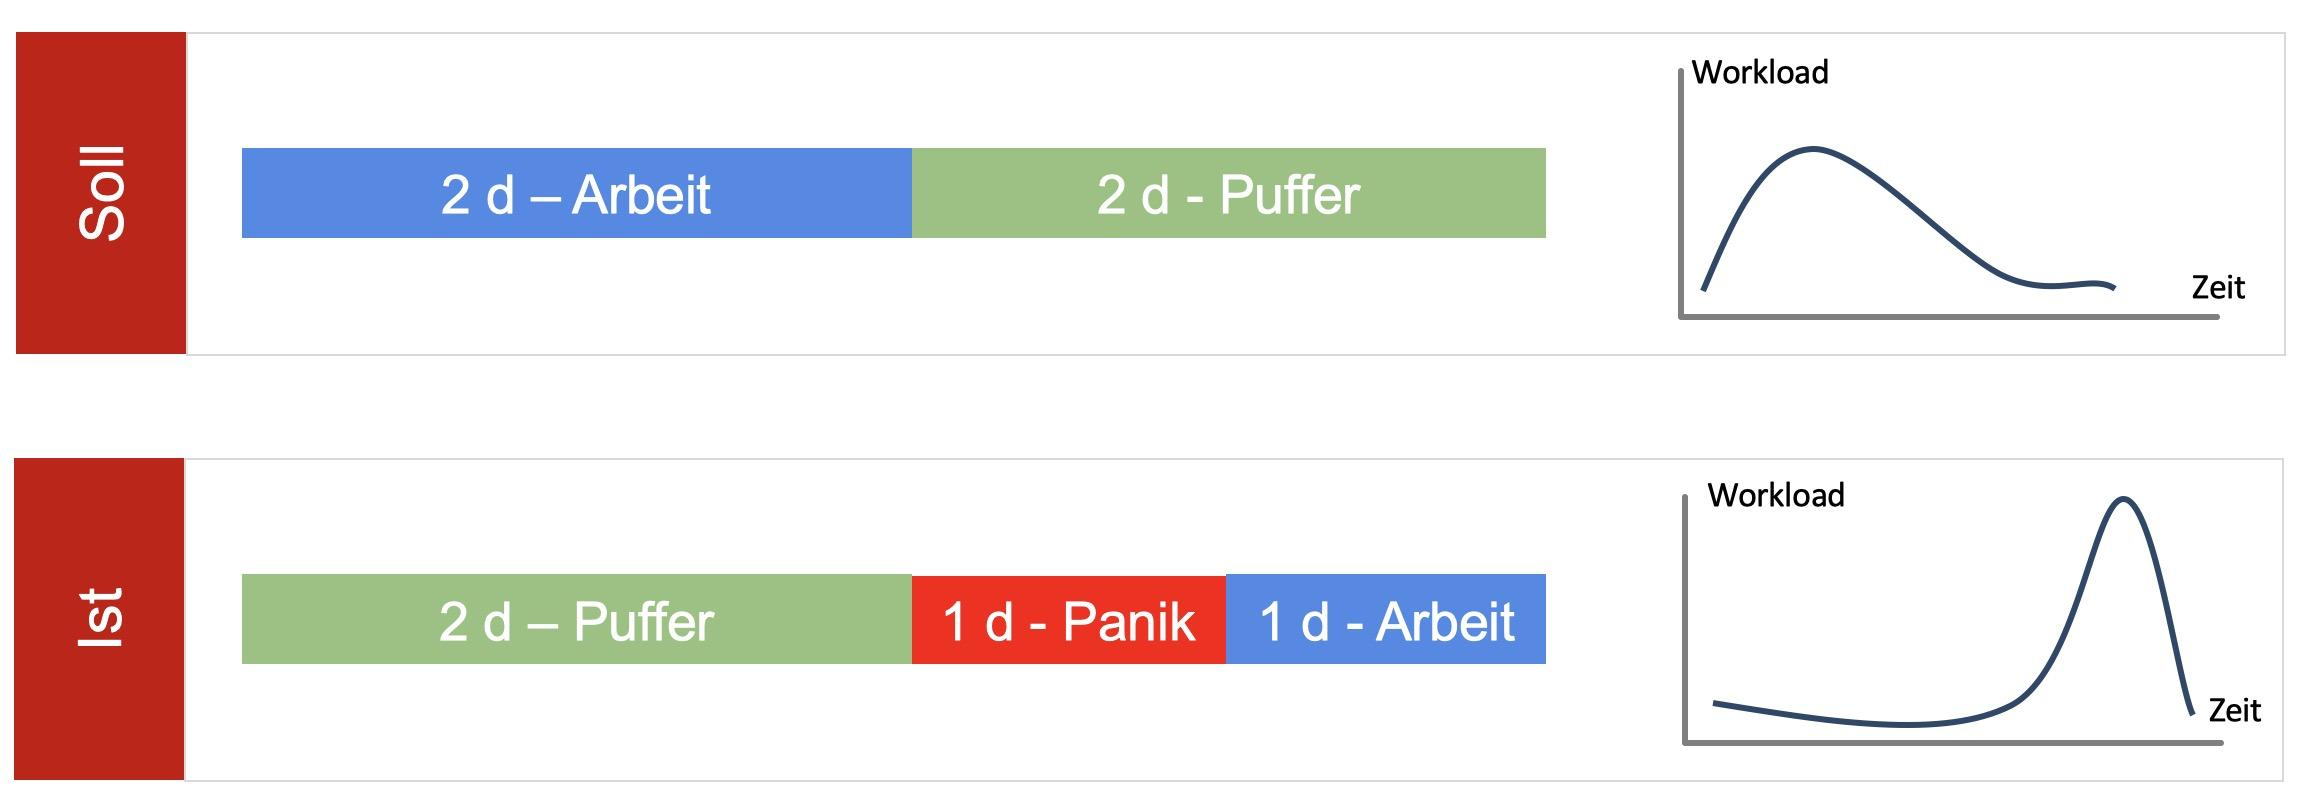 Soll
2 d – Arbeit
2 d - Puffer
Workload
Zeit
Ist
2 d – Puffer
1 d - Panik
1 d - Arbeit
Workload
Zeit